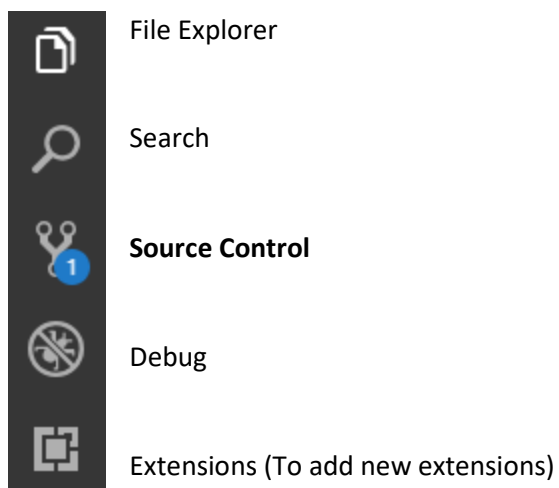 File Explorer
Search
Source Control
1
Debug
Extensions (To add new extensions)